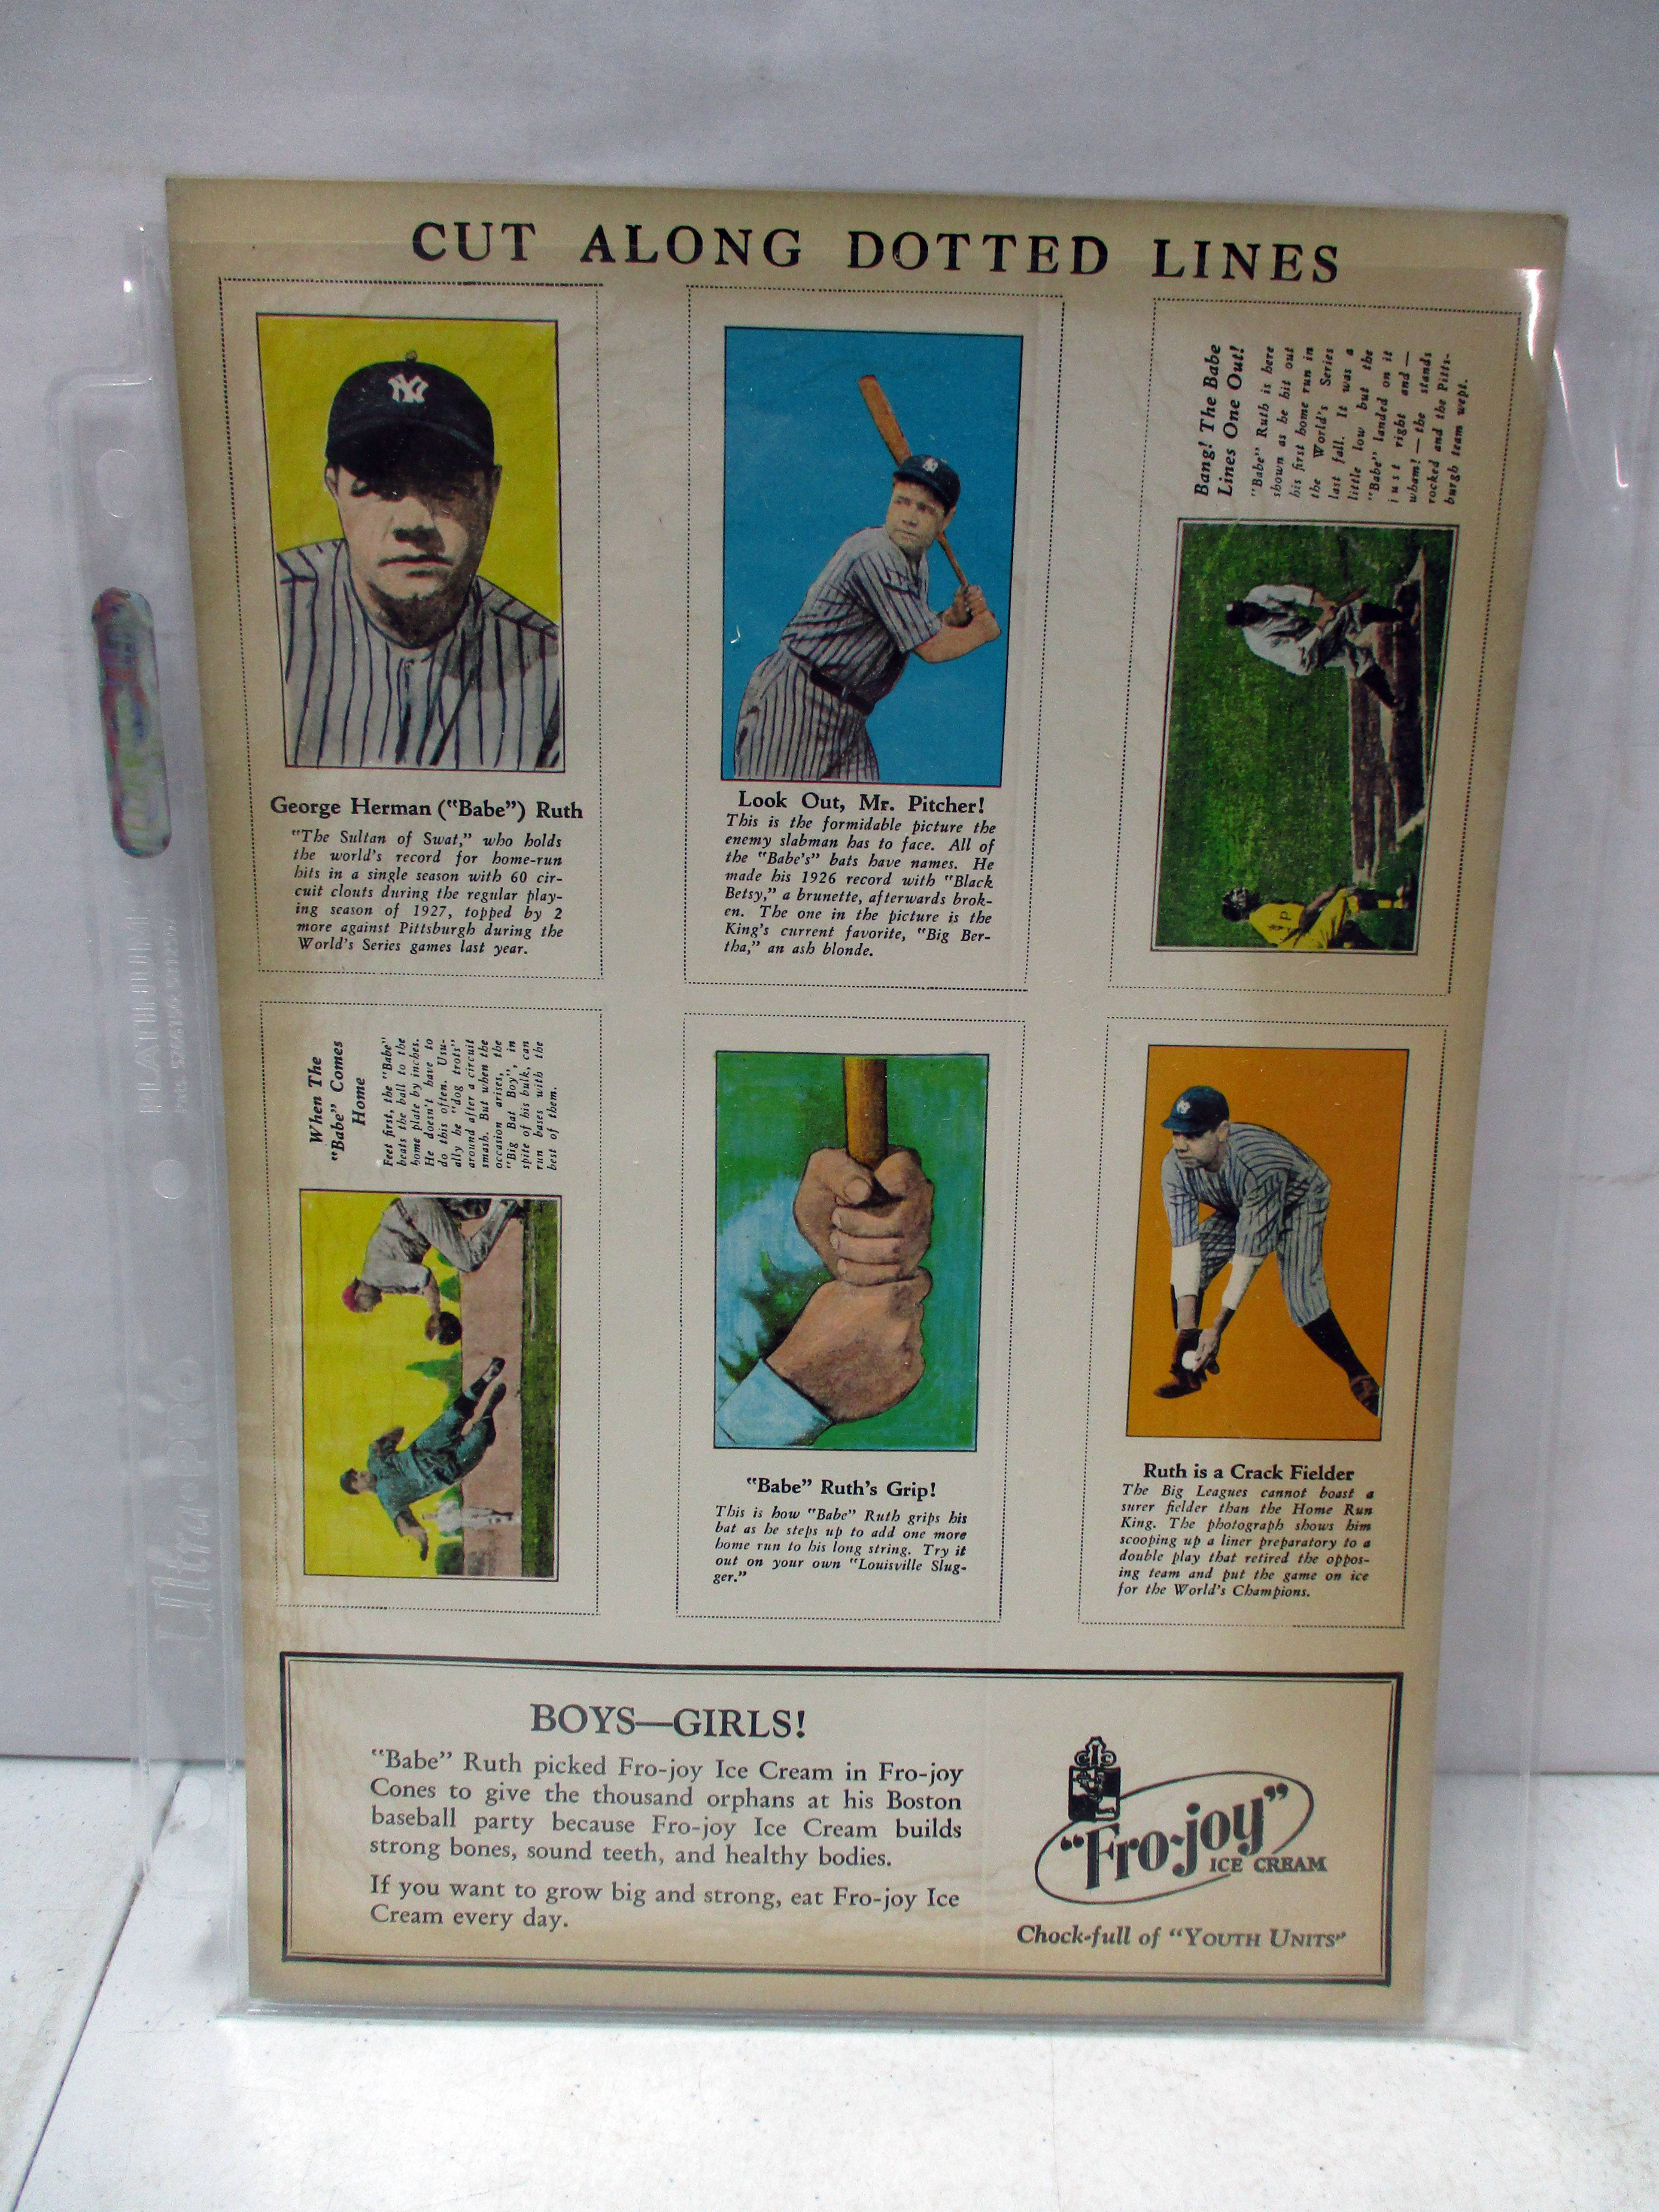 CUT ALONG DOTTED LINES
George Herman ("Babe") Ruth
"The Sultan of Swat," who holds
the world's record for home-run
hits in a single season with 60 cir-
cuit clouts during the regular play-
ing season of 1927, topped by 2
more against Pittsburgh during the
World's Series games last year.
Look Out, Mr. Pitcher!
This is the formidable picture the
enemy slabman has to face. All of
the "Babe's" bats have names. He
made his 1926 record with "Black
Betsy," a brunette, afterwards brok-
en. The one in the picture is the
King's current favorite, "Big Ber-
tha," an ash blonde.
Bang! The Babe
Lines One Out!
"Babe" Ruth is here
shown as he hit out
his first home run in
the World's Series
last fall. It was a
little low but the
"Babe" landed on it
just right and—
wham!—the stands
rocked and the Pitts-
burgh team wept.
When The
"Babe" Comes
Home
Feet first, the "Babe"
beats the ball to the
home plate by inches.
He doesn't have to
do this often. Usu-
ally he "dog trots"
around after a circuit
smash. But when the
occasion arises, the
"Big Bat Boy", in
spite of his bulk, can
run bases with the
best of them.
"Babe" Ruth's Grip!
This is how "Babe" Ruth grips his
bat as he steps up to add one more
home run to his long string. Try it
out on your own "Louisville Slug-
ger."
Ruth is a Crack Fielder
The Big Leagues cannot boast a
surer fielder than the Home Run
King. The photograph shows him
scooping up a liner preparatory to a
double play that retired the oppos-
ing team and put the game on ice
for the World's Champions.
BOYS—GIRLS!
"Babe" Ruth picked Fro-joy Ice Cream in Fro-joy
Cones to give the thousand orphans at his Boston
baseball party because Fro-joy Ice Cream builds
strong bones, sound teeth, and healthy bodies.
If you want to grow big and strong, eat Fro-joy Ice
Cream every day.
"Fro-joy"
ICE CREAM
Chock-full of "YOUTH UNITS"
PLATINUM
Ultra·PRO